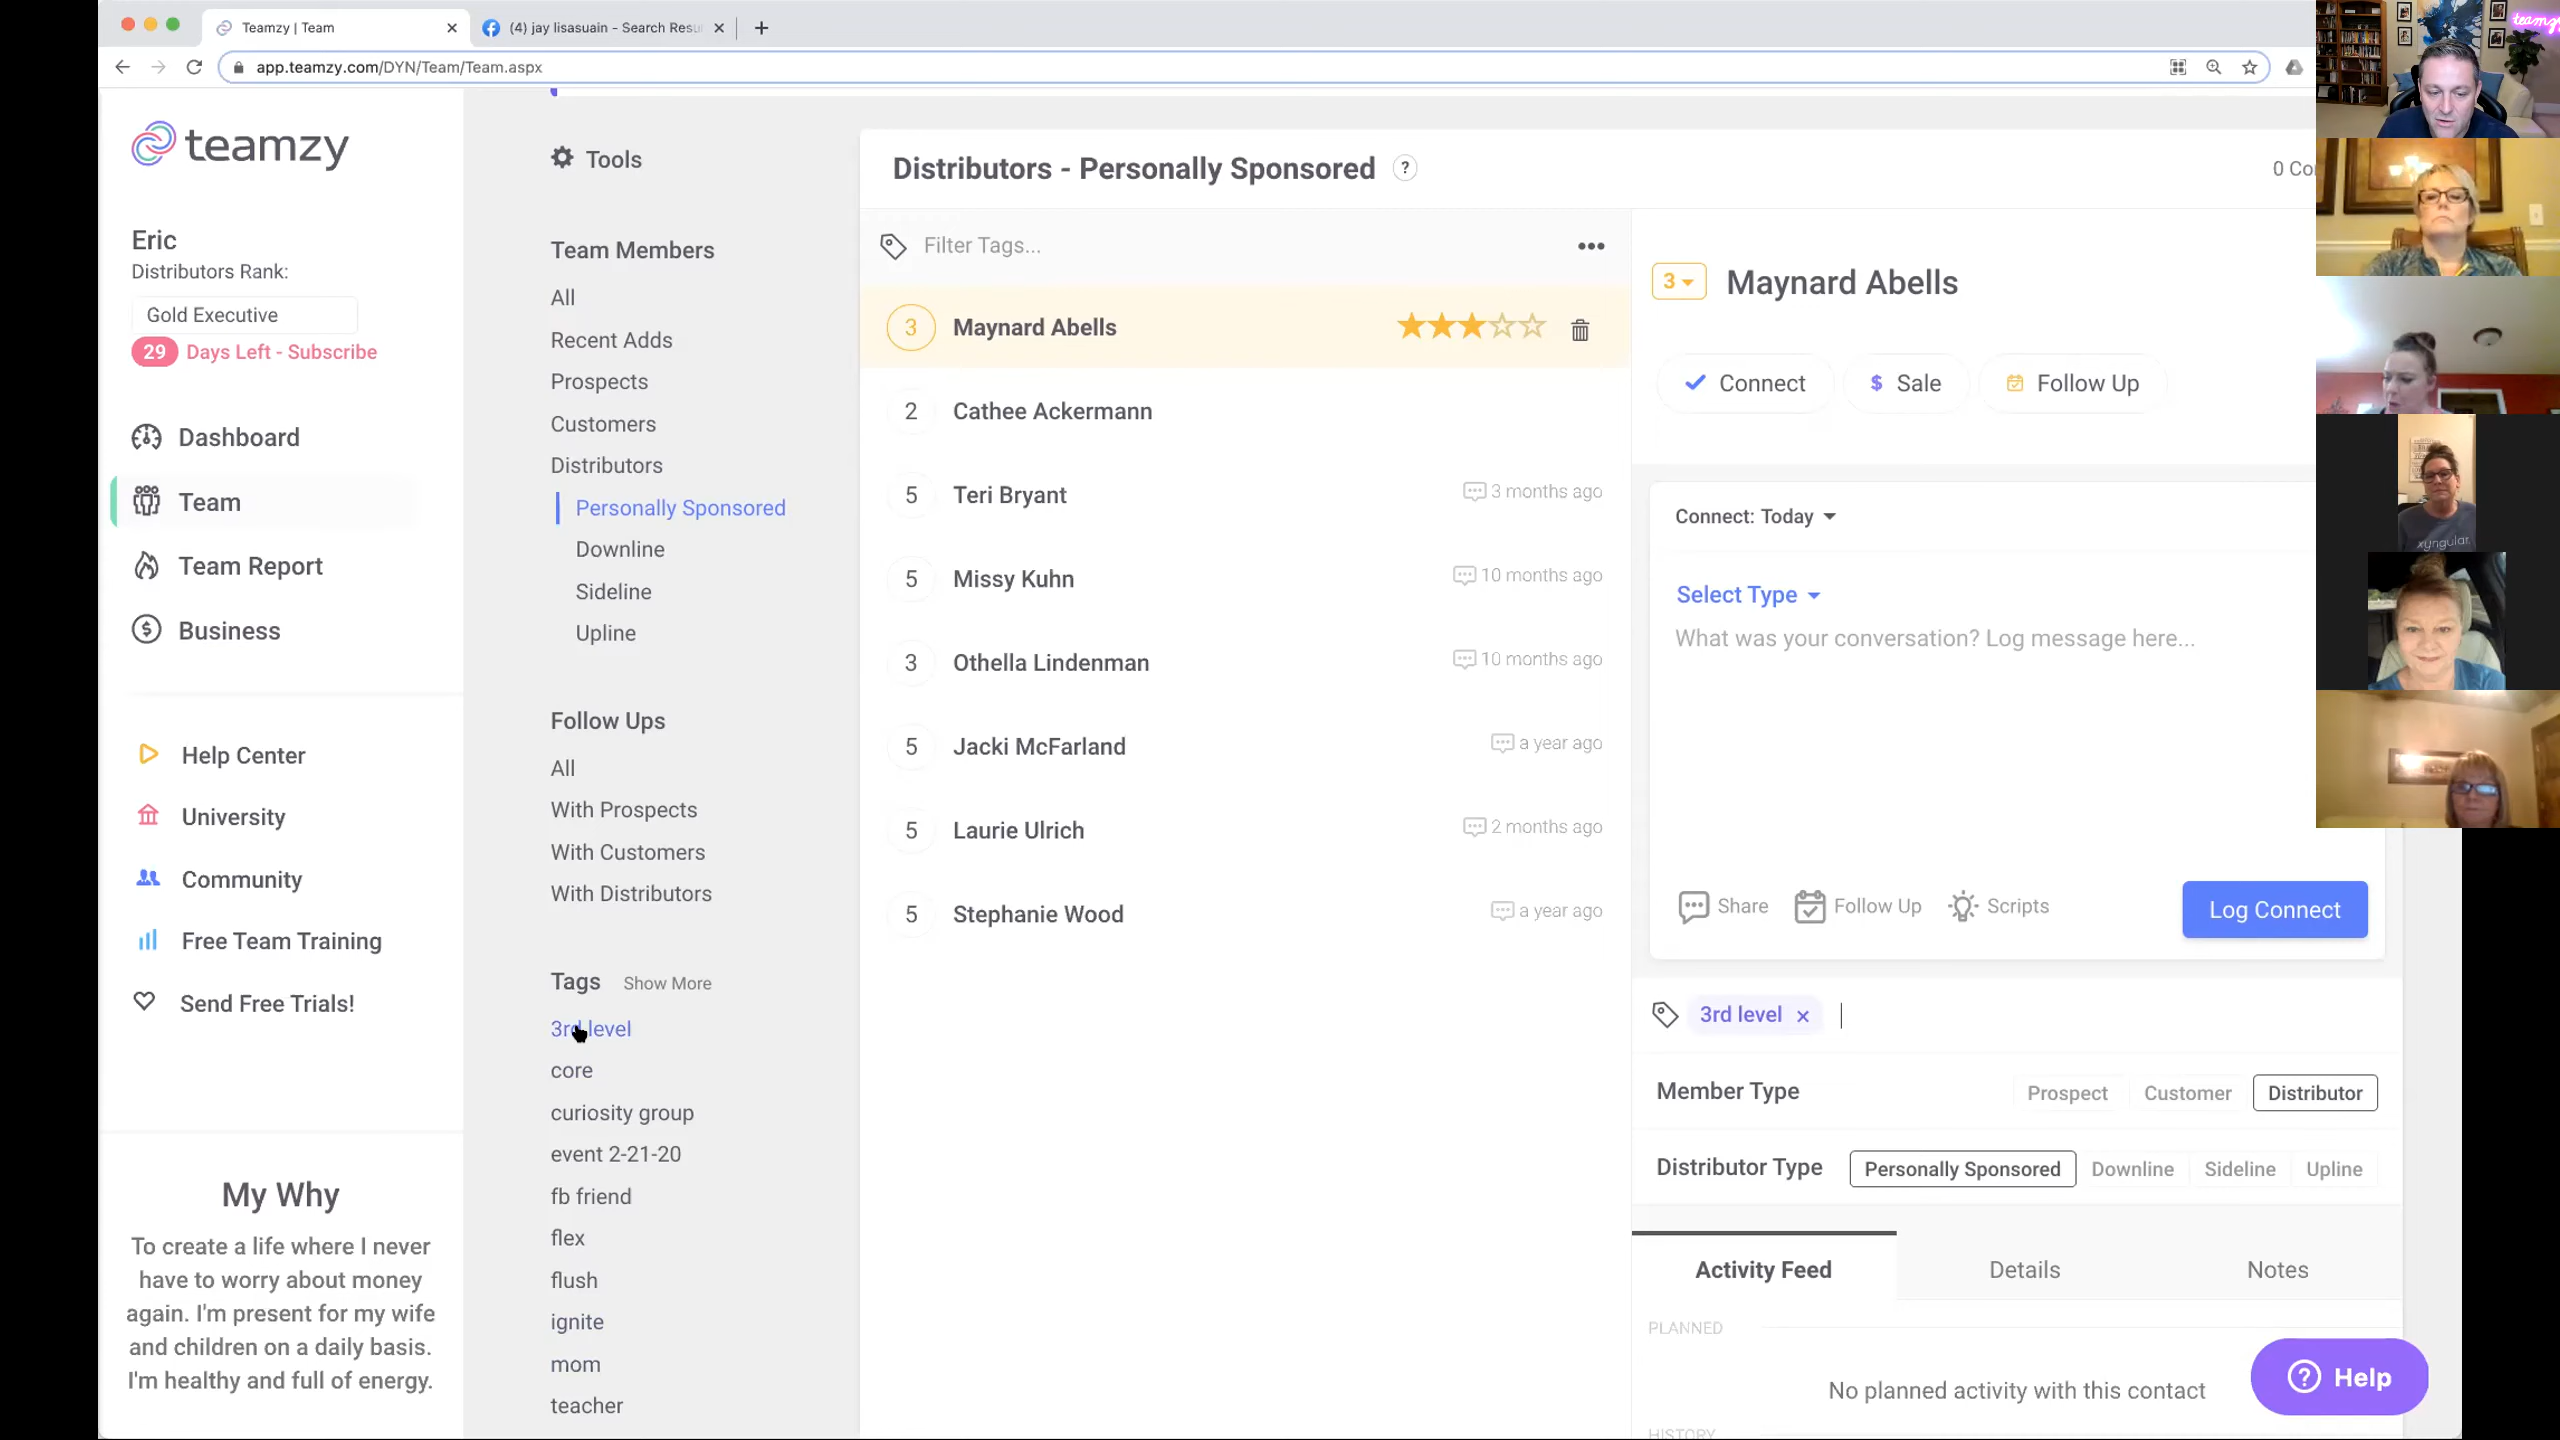 Teamzy | Team
(4) jay lisasuain - Search Resu
app.teamzy.com/DYN/Team/Team.aspx
teamzy
Eric
Distributors Rank:
Gold Executive
29 Days Left - Subscribe
Dashboard
Team
Team Report
Business
Help Center
University
Community
Free Team Training
Send Free Trials!
My Why
To create a life where I never
have to worry about money
again. I'm present for my wife
and children on a daily basis.
I'm healthy and full of energy.
Tools
Team Members
All
Recent Adds
Prospects
Customers
Distributors
Personally Sponsored
Downline
Sideline
Upline
Follow Ups
All
With Prospects
With Customers
With Distributors
Tags Show More
3rd level
core
curiosity group
event 2-21-20
fb friend
flex
flush
ignite
mom
teacher
Distributors - Personally Sponsored ?
0 Co
Filter Tags...
3 Maynard Abells
2 Cathee Ackermann
5 Teri Bryant 3 months ago
5 Missy Kuhn 10 months ago
3 Othella Lindenman 10 months ago
5 Jacki McFarland a year ago
5 Laurie Ulrich 2 months ago
5 Stephanie Wood a year ago
3 Maynard Abells
Connect $ Sale Follow Up
Connect: Today
Select Type
What was your conversation? Log message here...
Share Follow Up Scripts Log Connect
3rd level ×
Member Type Prospect Customer Distributor
Distributor Type Personally Sponsored Downline Sideline Upline
Activity Feed Details Notes
PLANNED
No planned activity with this contact
HISTORY
? Help
teamzy
xyngular